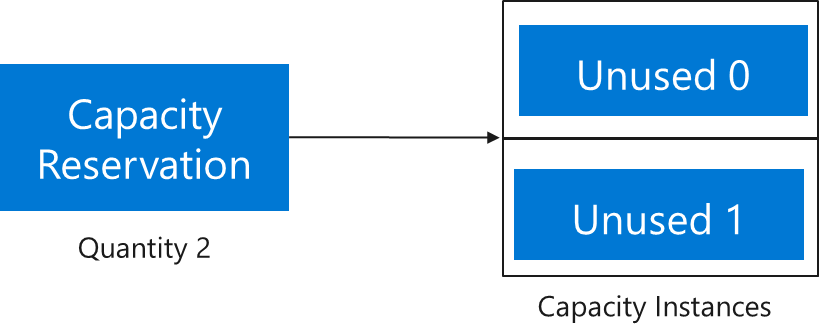 Capacity
Reservation
Quantity 2
Unused 0
Unused 1
Capacity Instances